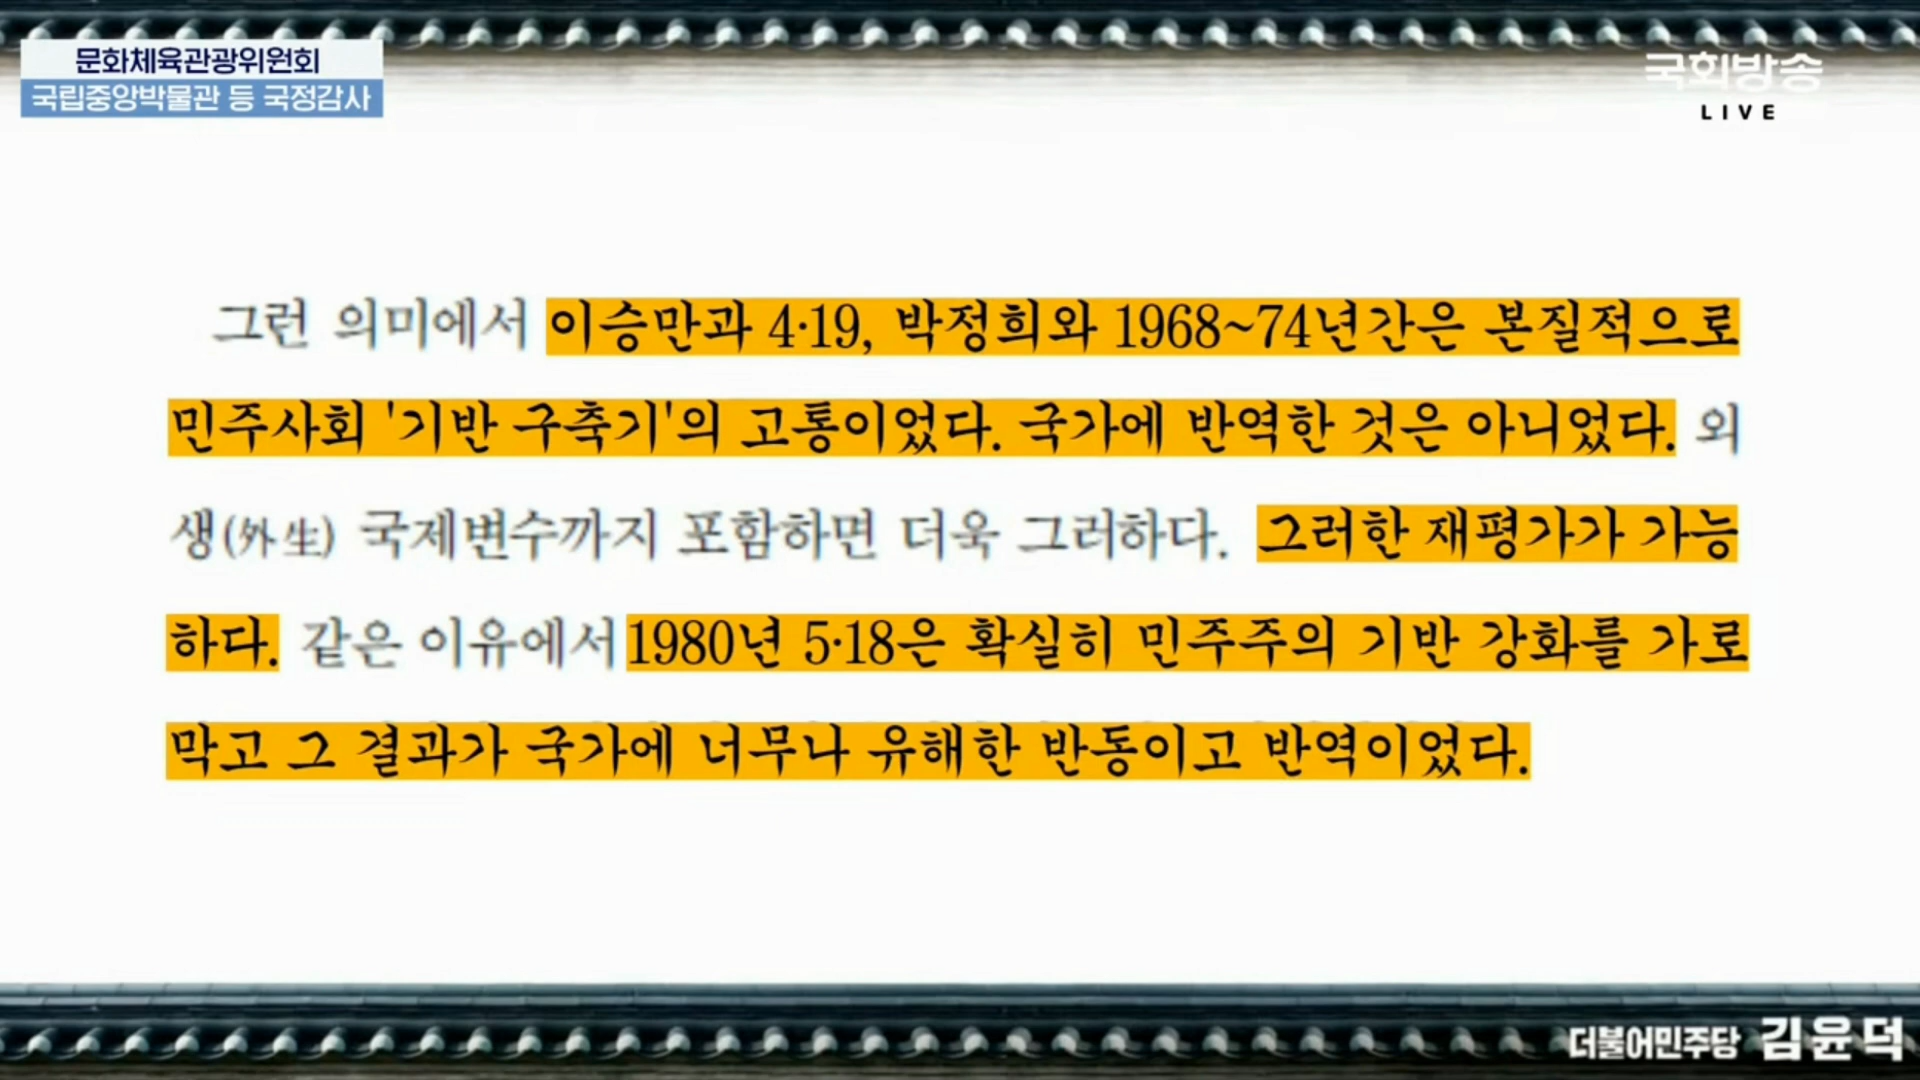 문화체육관광위원회
국립중앙박물관 등 국정감사
국회방송
LIVE
그런 의미에서 이승만과 4·19, 박정희와 1968~74년간은 본질적으로
민주사회 '기반 구축기'의 고통이었다. 국가에 반역한 것은 아니었다. 외
생(外生) 국제변수까지 포함하면 더욱 그러하다. 그러한 재평가가 가능
하다. 같은 이유에서 1980년 5·18은 확실히 민주주의 기반 강화를 가로
막고 그 결과가 국가에 너무나 유해한 반동이고 반역이었다.
더불어민주당 김윤덕